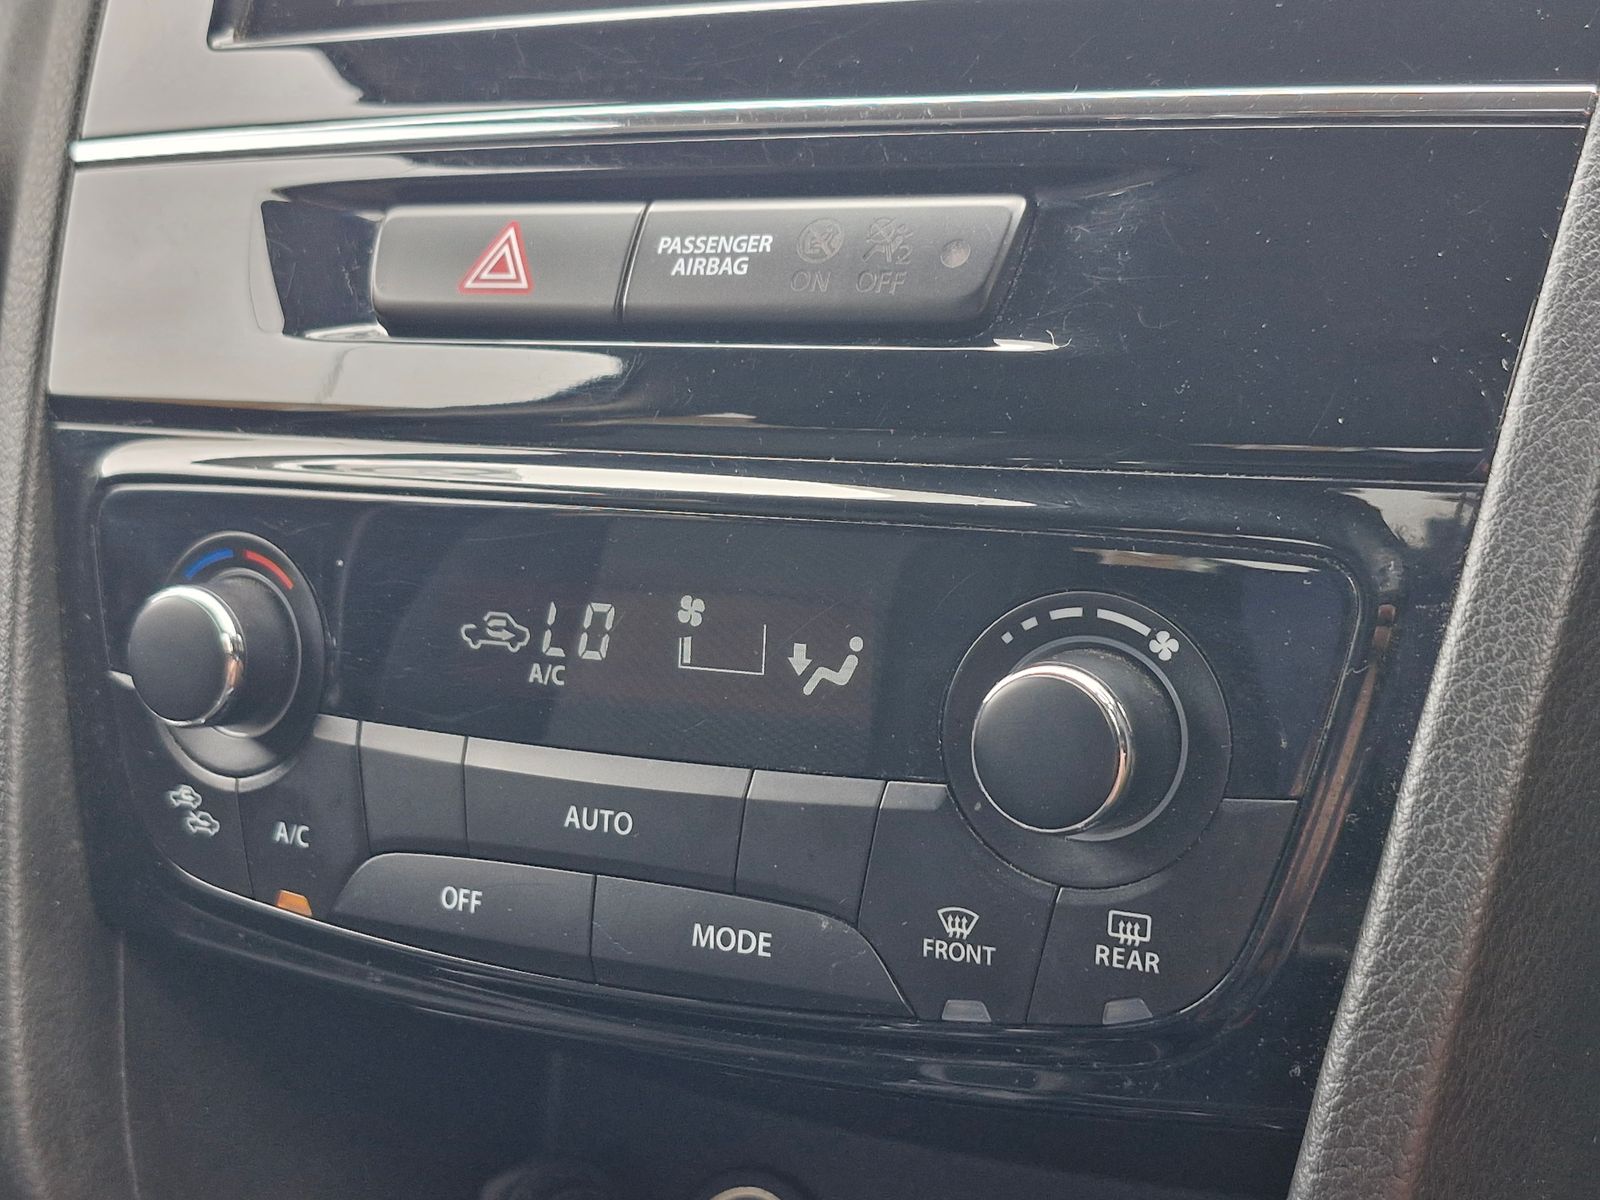 PASSENGER
AIRBAG
ON
OFF
LO
A/C
A/C
AUTO
OFF
MODE
FRONT
REAR